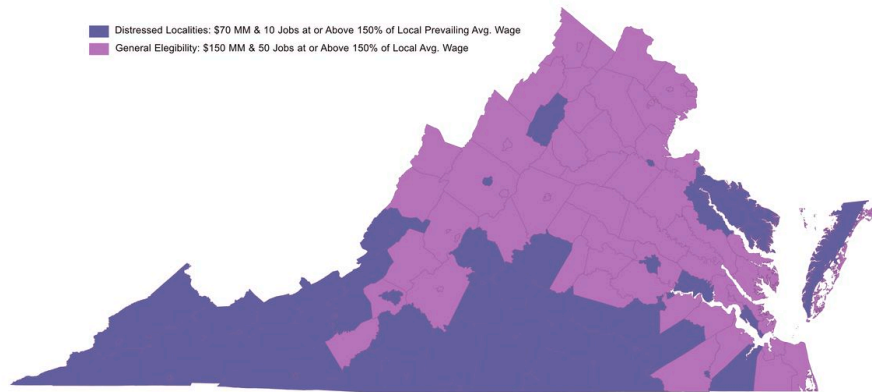 Distressed Localities: $70 MM & 10 Jobs at or Above 150% of Local Prevailing Avg. Wage
General Elegibility: $150 MM & 50 Jobs at or Above 150% of Local Avg. Wage